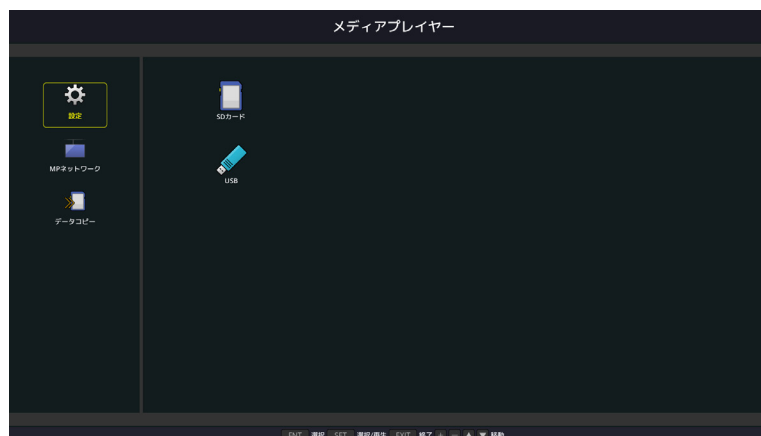 メディアプレイヤー
設定
MPネットワーク
データコピー
SDカード
USB
ENT 選択 SET 選択/再生 EXIT 終了 + − ▲ ▼ 移動